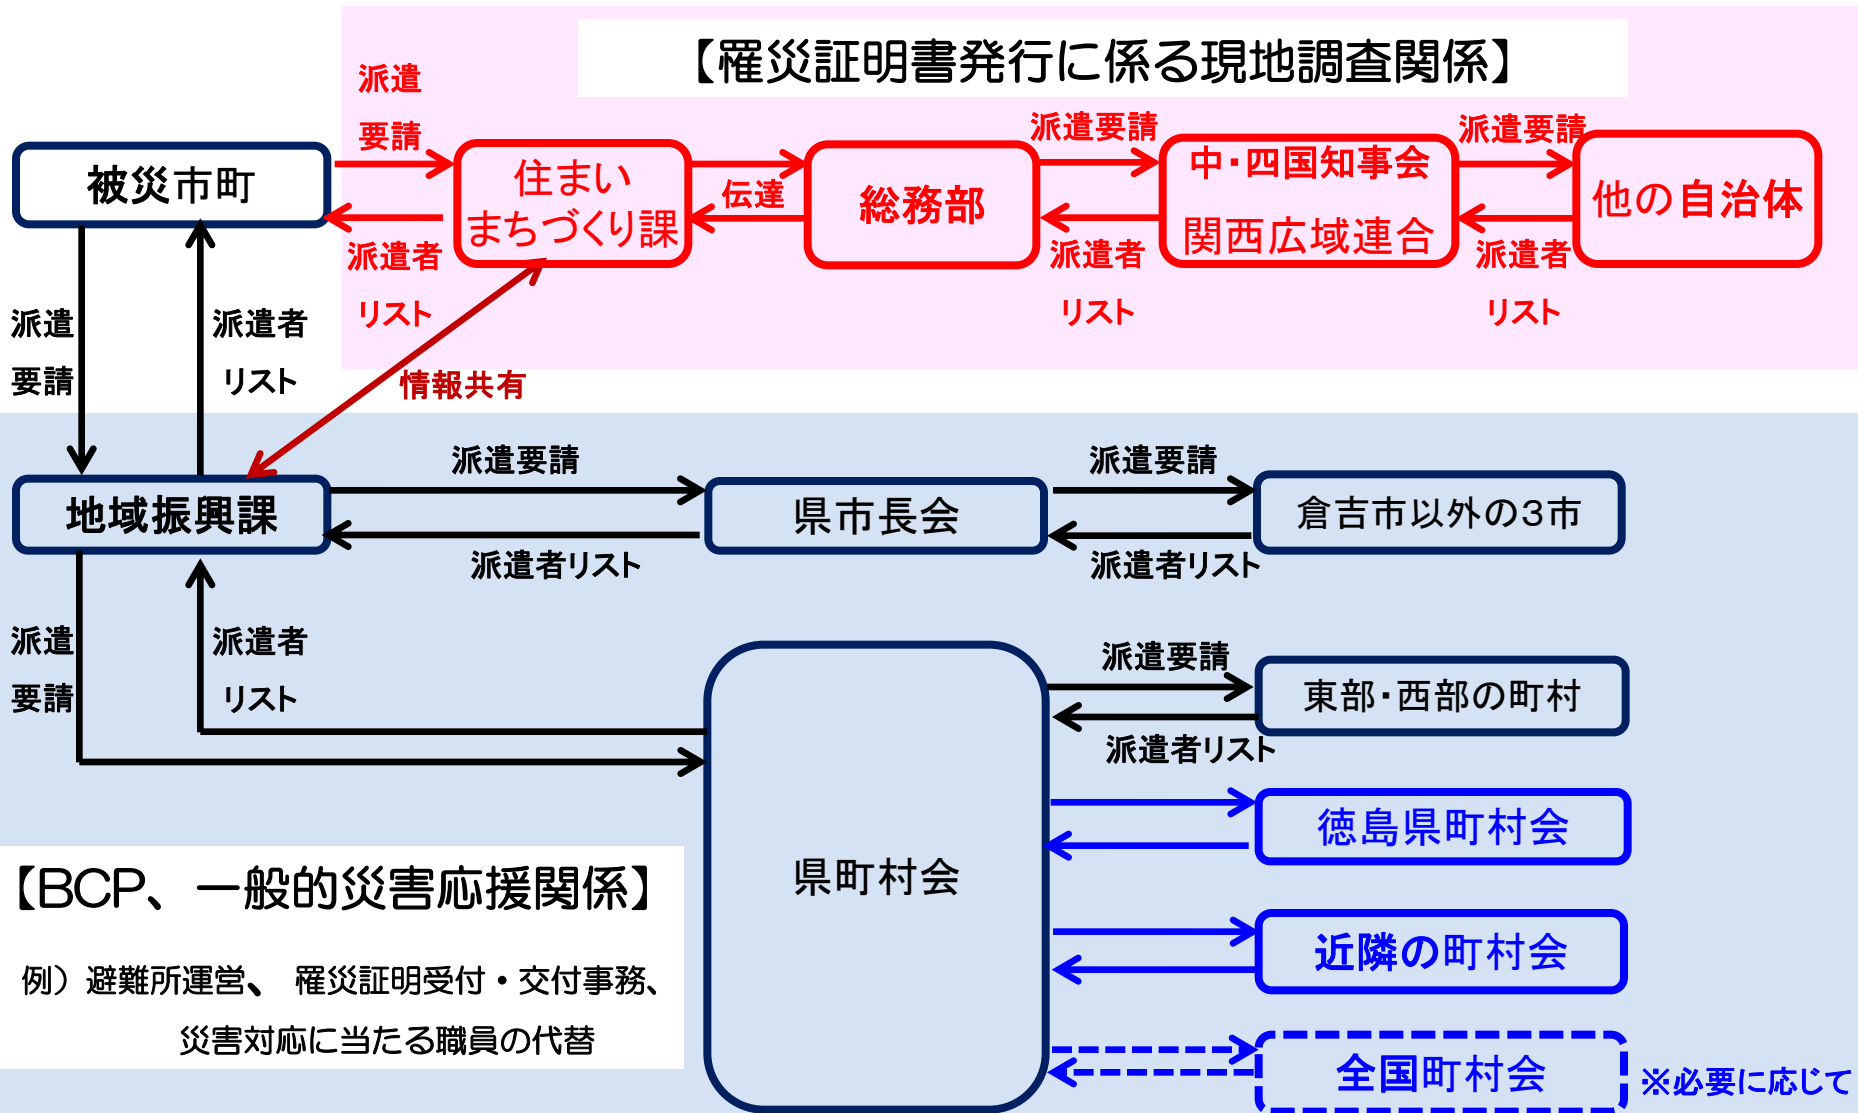 【罹災証明書発行に係る現地調査関係】
派遣
要請
派遣要請
派遣要請
被災市町
住まい
まちづくり課
伝達
総務部
中・四国知事会
関西広域連合
他の自治体
派遣者
リスト
派遣者
リスト
派遣者
リスト
派遣
要請
派遣者
リスト
情報共有
派遣要請
派遣要請
地域振興課
県市長会
倉吉市以外の3市
派遣者リスト
派遣者リスト
派遣
要請
派遣者
リスト
派遣要請
東部・西部の町村
派遣者リスト
徳島県町村会
県町村会
【BCP、一般的災害応援関係】
近隣の町村会
例）避難所運営、 罹災証明受付・交付事務、
災害対応に当たる職員の代替
全国町村会
※必要に応じて